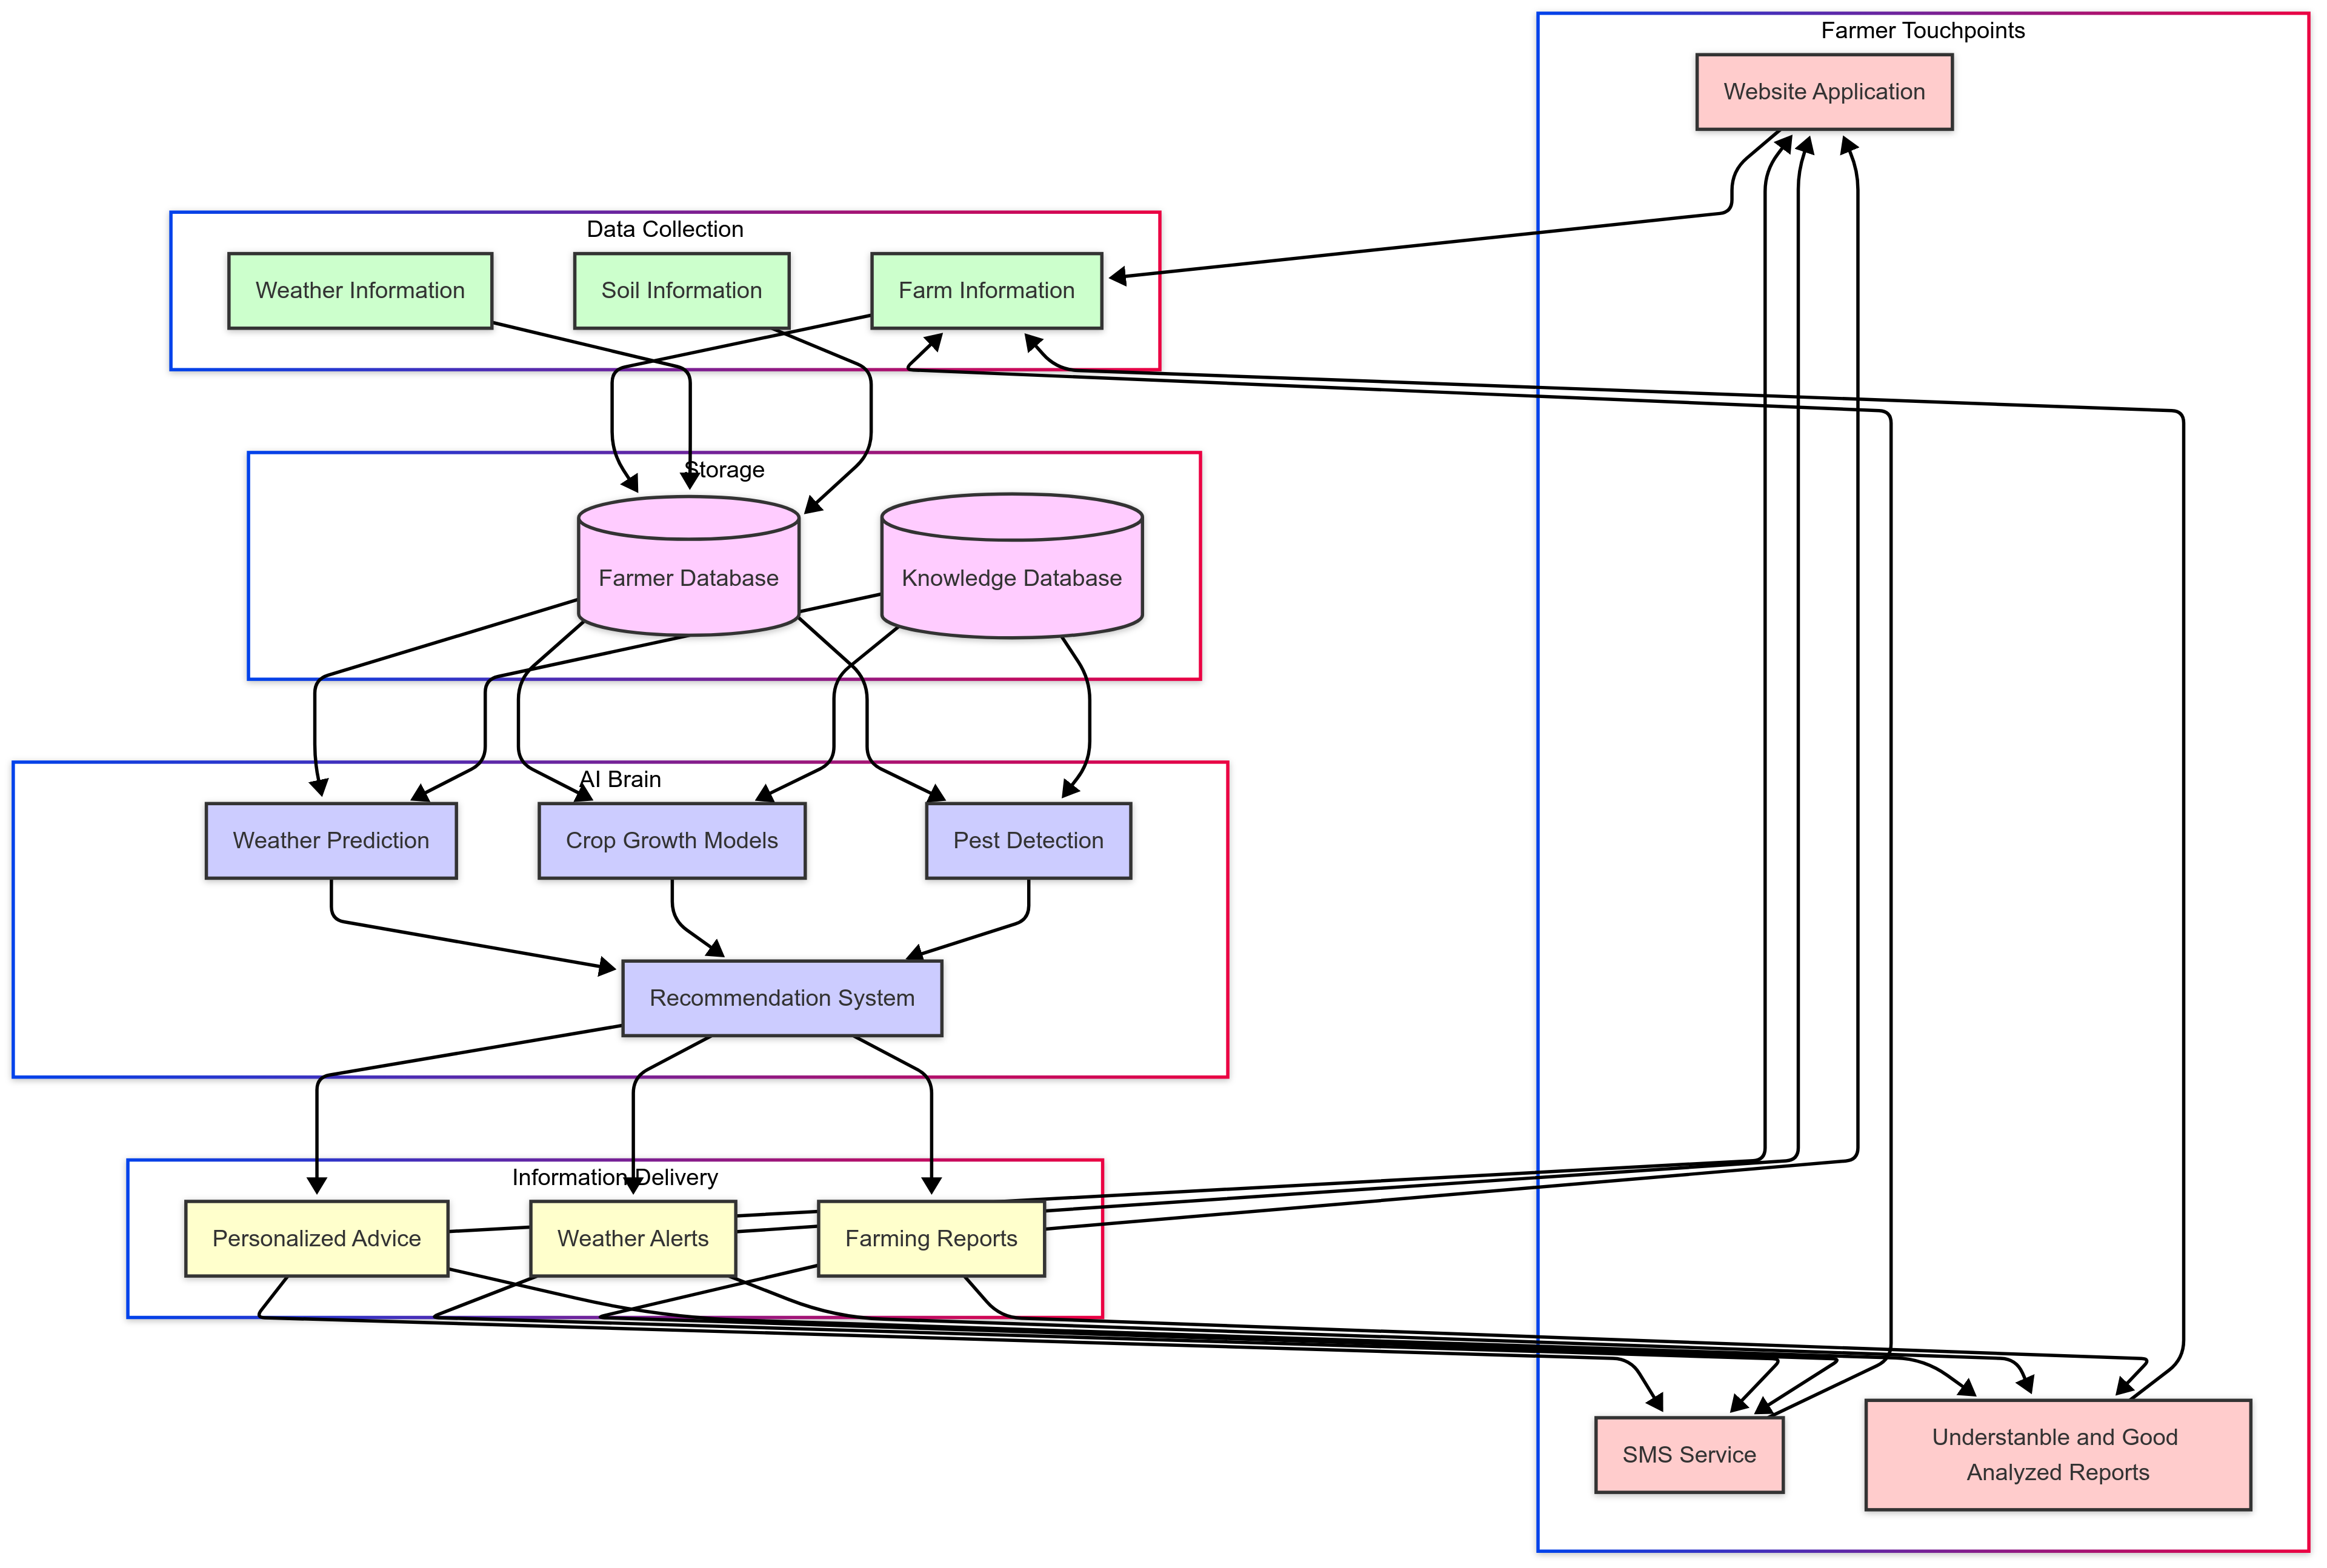 Farmer Touchpoints
Website Application
Data Collection
Weather Information
Soil Information
Farm Information
Storage
Farmer Database
Knowledge Database
AI Brain
Weather Prediction
Crop Growth Models
Pest Detection
Recommendation System
Information Delivery
Personalized Advice
Weather Alerts
Farming Reports
SMS Service
Understanble and Good
Analyzed Reports